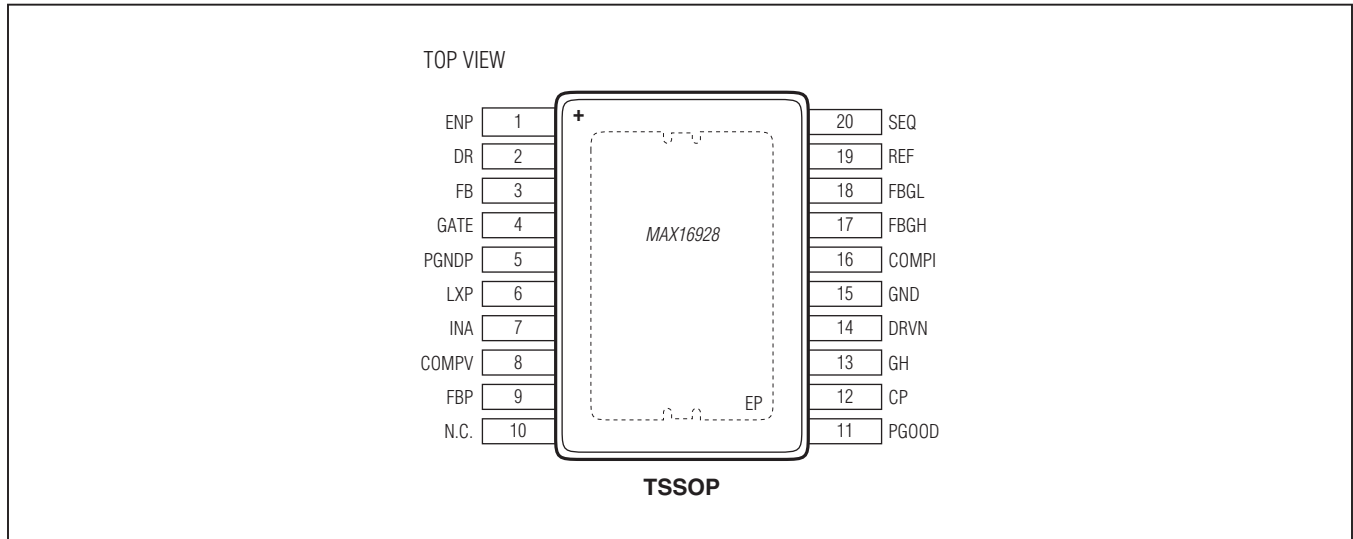 TOP VIEW
ENP 1 + 20 SEQ
DR 2 19 REF
FB 3 18 FBGL
GATE 4 MAX16928 17 FBGH
PGNDP 5 16 COMPI
LXP 6 15 GND
INA 7 14 DRVN
COMPV 8 13 GH
FBP 9 EP 12 CP
N.C. 10 11 PGOOD
TSSOP